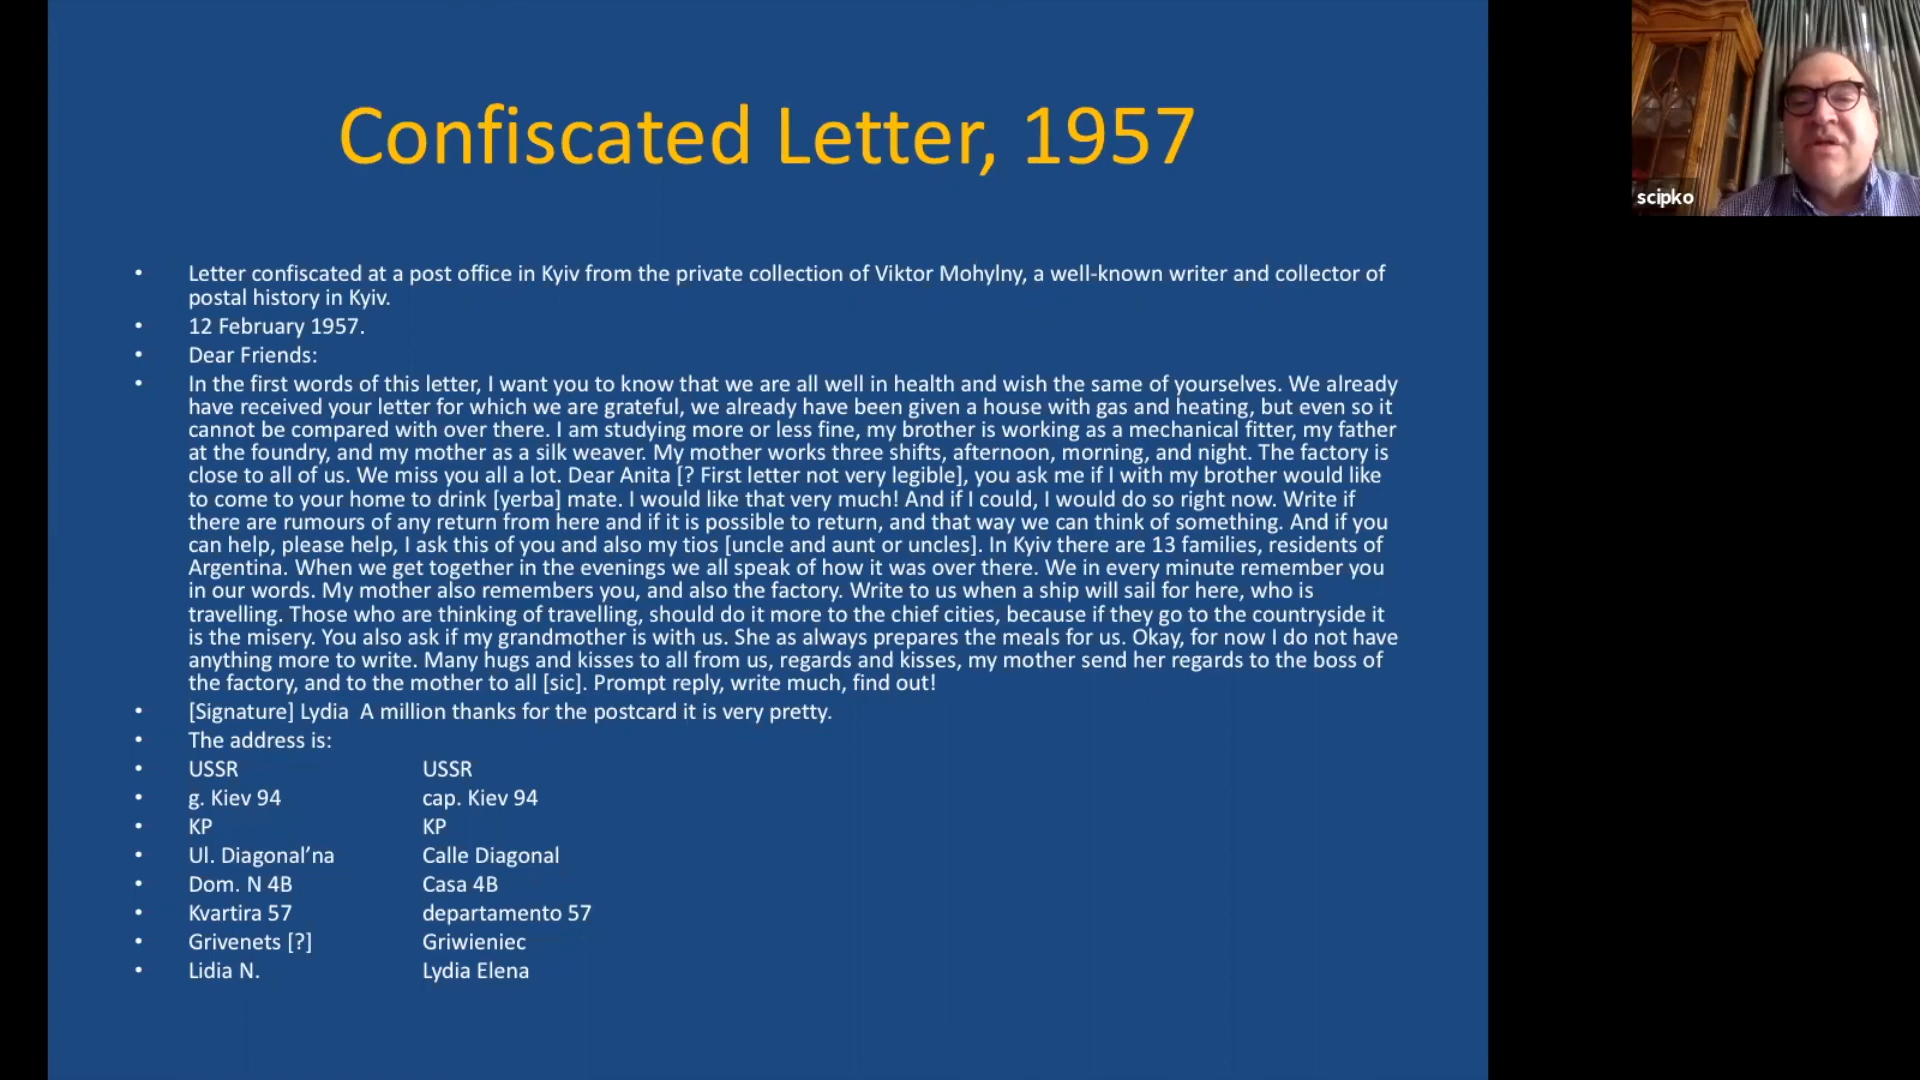 Confiscated Letter, 1957
• Letter confiscated at a post office in Kyiv from the private collection of Viktor Mohylny, a well-known writer and collector of
postal history in Kyiv.
• 12 February 1957.
• Dear Friends:
• In the first words of this letter, I want you to know that we are all well in health and wish the same of yourselves. We already
have received your letter for which we are grateful, we already have been given a house with gas and heating, but even so it
cannot be compared with over there. I am studying more or less fine, my brother is working as a mechanical fitter, my father
at the foundry, and my mother as a silk weaver. My mother works three shifts, afternoon, morning, and night. The factory is
close to all of us. We miss you all a lot. Dear Anita [? First letter not very legible], you ask me if I with my brother would like
to come to your home to drink [yerba] mate. I would like that very much! And if I could, I would do so right now. Write if
there are rumours of any return from here and if it is possible to return, and that way we can think of something. And if you
can help, please help, I ask this of you and also my tios [uncle and aunt or uncles]. In Kyiv there are 13 families, residents of
Argentina. When we get together in the evenings we all speak of how it was over there. We in every minute remember you
in our words. My mother also remembers you, and also the factory. Write to us when a ship will sail for here, who is
travelling. Those who are thinking of travelling, should do it more to the chief cities, because if they go to the countryside it
is the misery. You also ask if my grandmother is with us. She as always prepares the meals for us. Okay, for now I do not have
anything more to write. Many hugs and kisses to all from us, regards and kisses, my mother send her regards to the boss of
the factory, and to the mother to all [sic]. Prompt reply, write much, find out!
• [Signature] Lydia A million thanks for the postcard it is very pretty.
• The address is:
• USSR USSR
• g. Kiev 94 cap. Kiev 94
• KP KP
• Ul. Diagonal’na Calle Diagonal
• Dom. N 4B Casa 4B
• Kvartira 57 departamento 57
• Grivenets [?] Griwieniec
• Lidia N. Lydia Elena
scipko